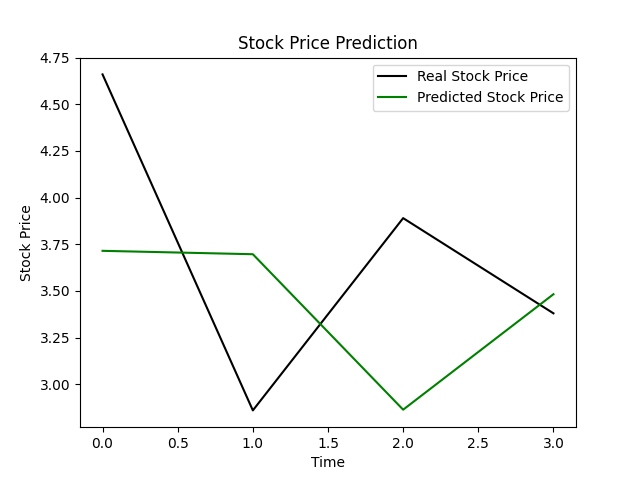 Stock Price Prediction
Real Stock Price
Predicted Stock Price
Stock Price
4.75
4.50
4.25
4.00
3.75
3.50
3.25
3.00
0.0 0.5 1.0 1.5 2.0 2.5 3.0
Time